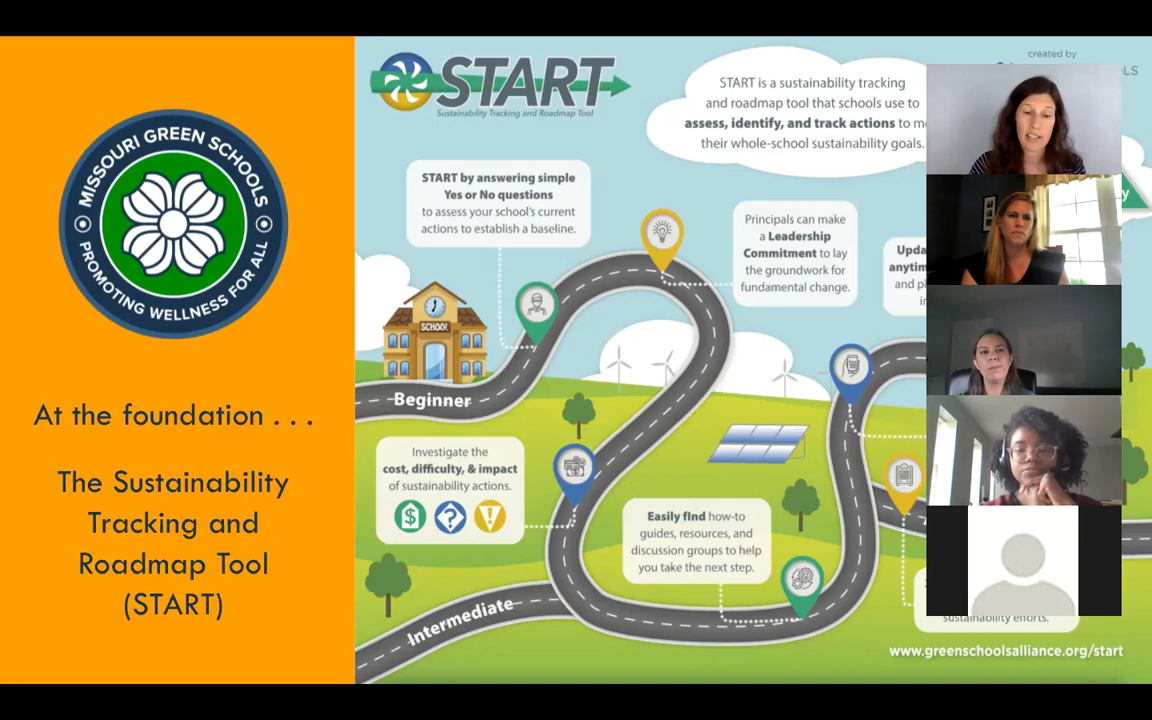 MISSOURI GREEN SCHOOLS
PROMOTING WELLNESS FOR ALL
At the foundation . . .
The Sustainability
Tracking and
Roadmap Tool
(START)
START
Sustainability Tracking and Roadmap Tool
created by
START is a sustainability tracking
and roadmap tool that schools use to
assess, identify, and track actions to
their whole-school sustainability goals.
START by answering simple
Yes or No questions
to assess your school's current
actions to establish a baseline.
Principals can make
a Leadership
Commitment to lay
the groundwork for
fundamental change.
SCHOOL
Beginner
Investigate the
cost, difficulty, & impact
of sustainability actions.
Easily find how-to
guides, resources, and
discussion groups to help
you take the next step.
Intermediate
sustainability efforts.
www.greenschoolsalliance.org/start